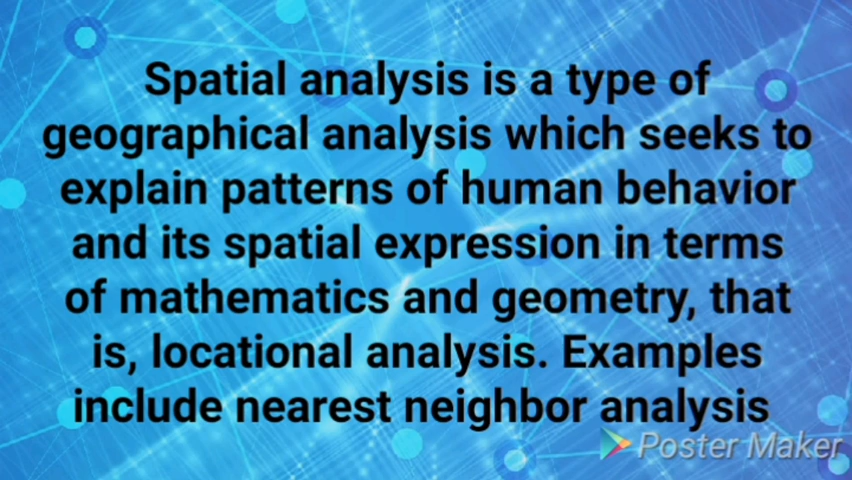 Spatial analysis is a type of
geographical analysis which seeks to
explain patterns of human behavior
and its spatial expression in terms
of mathematics and geometry, that
is, locational analysis. Examples
include nearest neighbor analysis
Poster Maker